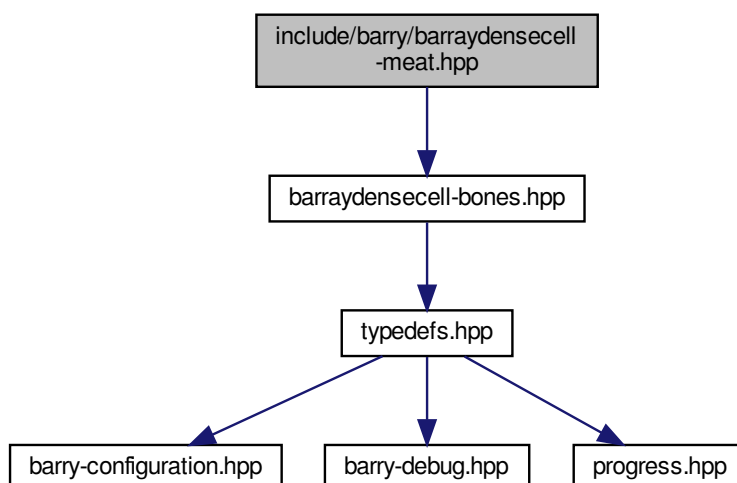 include/barry/barraydensecell
-meat.hpp
barraydensecell-bones.hpp
typedefs.hpp
barry-configuration.hpp
barry-debug.hpp
progress.hpp